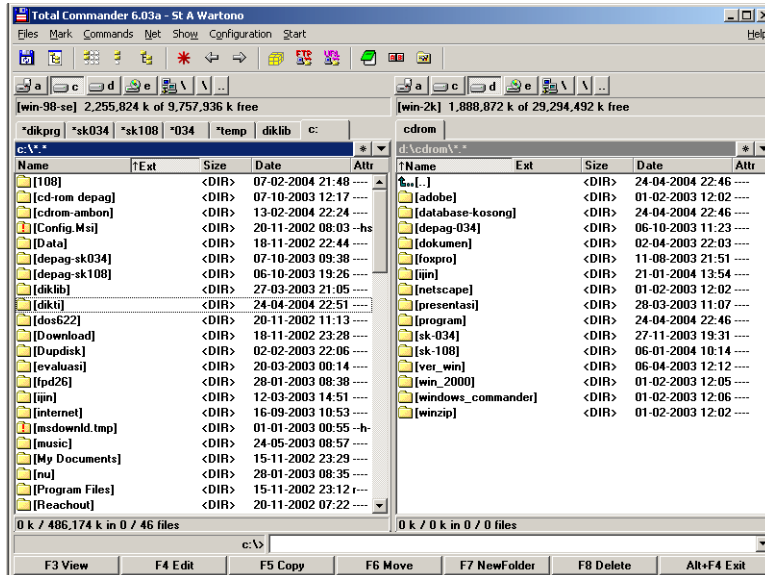 Total Commander 6.03a - St A Wartono
Files Mark Commands Net Show Configuration Start Help
FTP
a c d e \ \ .. a c d e \ \ ..
[win-98-se] 2,255,824 k of 9,757,936 k free [win-2k] 1,888,872 k of 29,294,492 k free
*dikprg *sk034 *sk108 *034 *temp diklib c: cdrom
c:\*.* * d:\cdrom\*.* *
Name ↑Ext Size Date Attr ↑Name Ext Size Date Attr
[108] <DIR> 07-02-2004 21:48 ---- [..] <DIR> 24-04-2004 22:46 ----
[cd-rom depag] <DIR> 07-10-2003 12:17 ---- [adobe] <DIR> 01-02-2003 12:02 ----
[cdrom-ambon] <DIR> 13-02-2004 22:24 ---- [database-kosong] <DIR> 24-04-2004 22:46 ----
[Config.Msi] <DIR> 20-11-2002 08:03 --hs [depag-034] <DIR> 06-10-2003 11:23 ----
[Data] <DIR> 18-11-2002 22:44 ---- [dokumen] <DIR> 02-04-2003 22:03 ----
[depag-sk034] <DIR> 07-10-2003 09:38 ---- [foxpro] <DIR> 11-08-2003 21:51 ----
[depag-sk108] <DIR> 06-10-2003 19:26 ---- [ijin] <DIR> 21-01-2004 13:54 ----
[diklib] <DIR> 27-03-2003 21:05 ---- [netscape] <DIR> 01-02-2003 12:02 ----
[dikti] <DIR> 24-04-2004 22:51 ---- [presentasi] <DIR> 28-03-2003 11:07 ----
[dos622] <DIR> 20-11-2002 11:13 ---- [program] <DIR> 24-04-2004 22:46 ----
[Download] <DIR> 18-11-2002 23:28 ---- [sk-034] <DIR> 27-11-2003 19:31 ----
[Dupdisk] <DIR> 02-02-2003 22:06 ---- [sk-108] <DIR> 06-01-2004 10:14 ----
[evaluasi] <DIR> 20-03-2003 00:14 ---- [ver_win] <DIR> 06-04-2003 12:12 ----
[fpd26] <DIR> 28-01-2003 08:38 ---- [win_2000] <DIR> 01-02-2003 12:05 ----
[ijin] <DIR> 12-03-2003 14:51 ---- [windows_commander] <DIR> 01-02-2003 12:06 ----
[internet] <DIR> 16-09-2003 10:53 ---- [winzip] <DIR> 01-02-2003 12:02 ----
[msdownld.tmp] <DIR> 01-01-2003 00:55 --h-
[music] <DIR> 24-05-2003 08:57 ----
[My Documents] <DIR> 15-11-2002 23:29 ----
[nu] <DIR> 28-01-2003 08:35 ----
[Program Files] <DIR> 15-11-2002 23:12 r---
[Reachout] <DIR> 20-11-2002 07:22 ----
0 k / 486,174 k in 0 / 46 files 0 k / 0 k in 0 / 0 files
c:\>
F3 View F4 Edit F5 Copy F6 Move F7 NewFolder F8 Delete Alt+F4 Exit